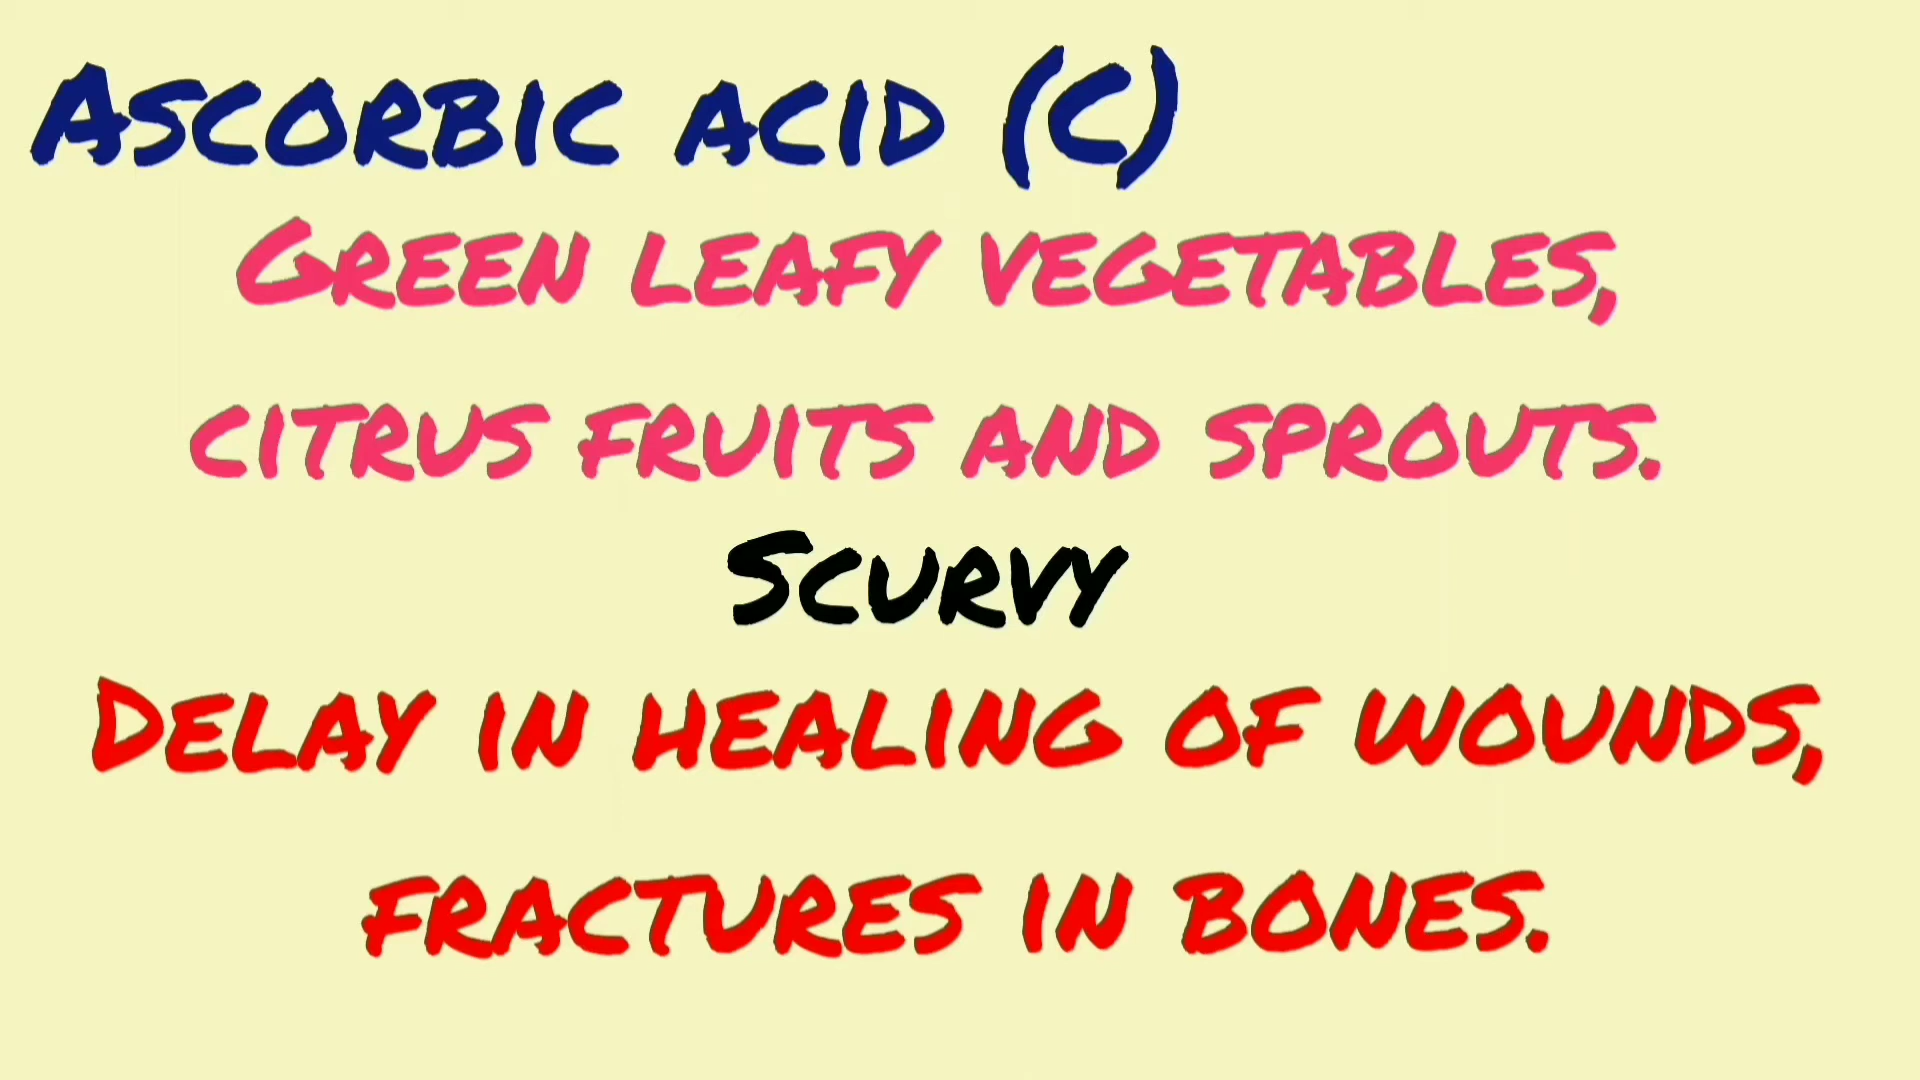 Ascorbic acid (C)
Green leafy vegetables,
citrus fruits and sprouts.
Scurvy
Delay in healing of wounds,
fractures in bones.